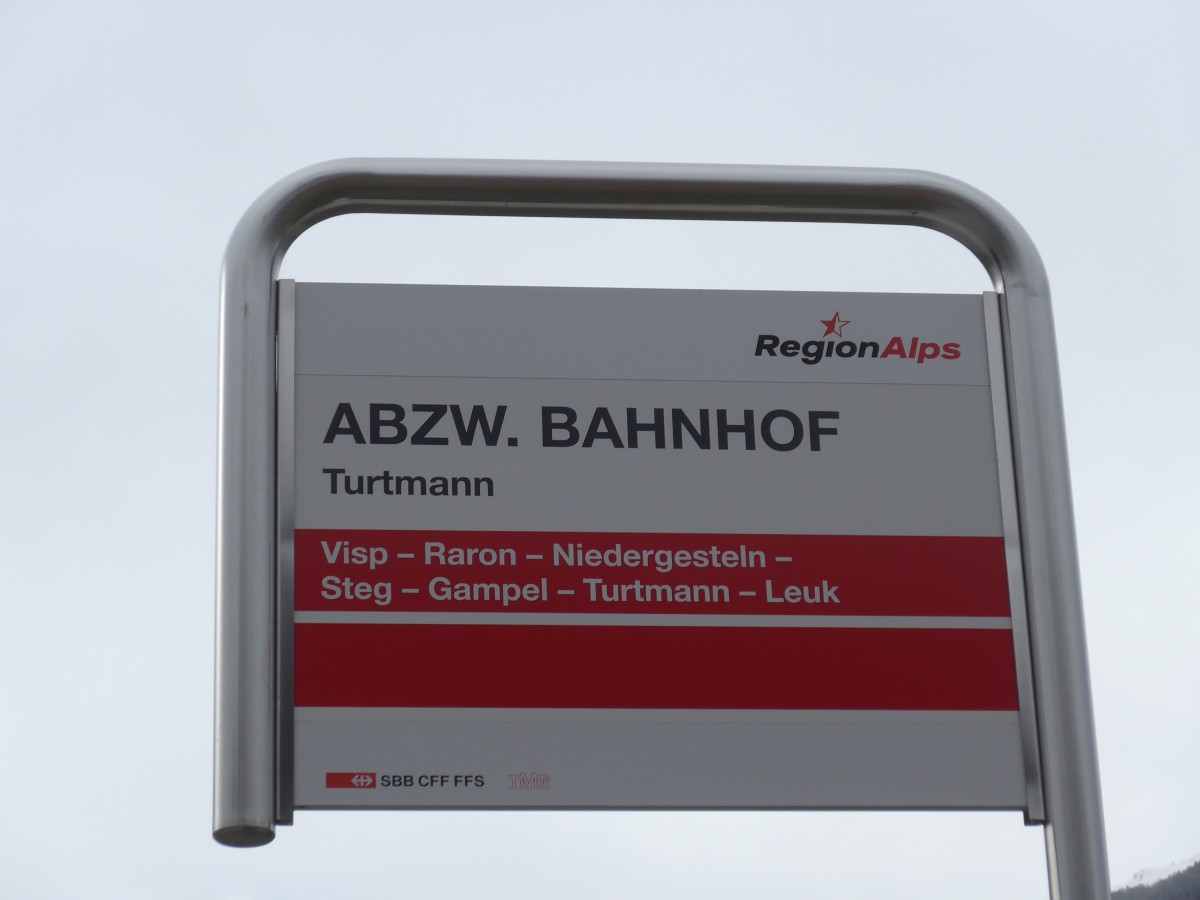 RegionAlps
ABZW. BAHNHOF
Turtmann
Visp – Raron – Niedergesteln –
Steg – Gampel – Turtmann – Leuk
SBB CFF FFS TMR